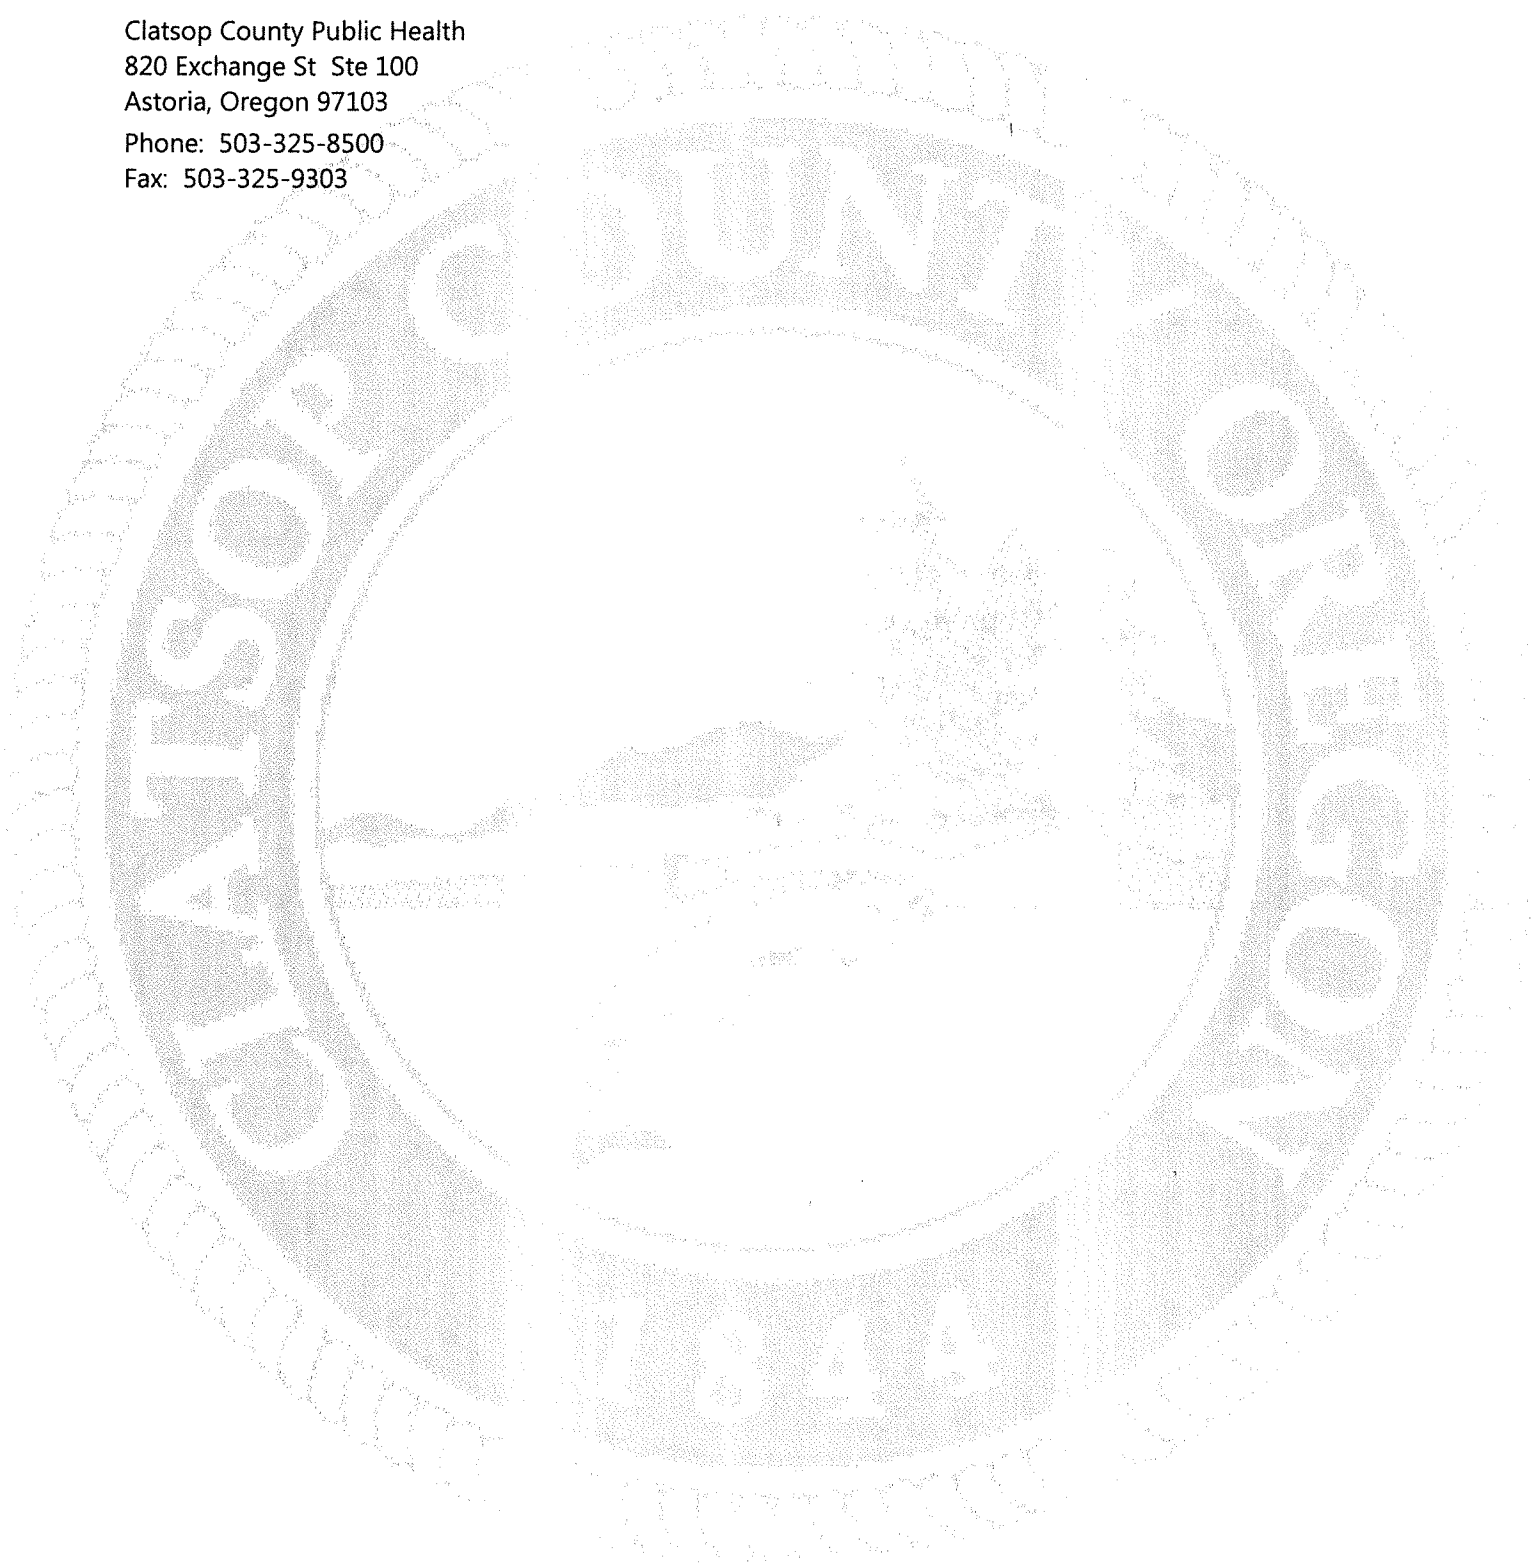 Clatsop County Public Health
820 Exchange St Ste 100
Astoria, Oregon 97103
Phone: 503-325-8500
Fax: 503-325-9303
CLATSOP COUNTY OREGON
1844